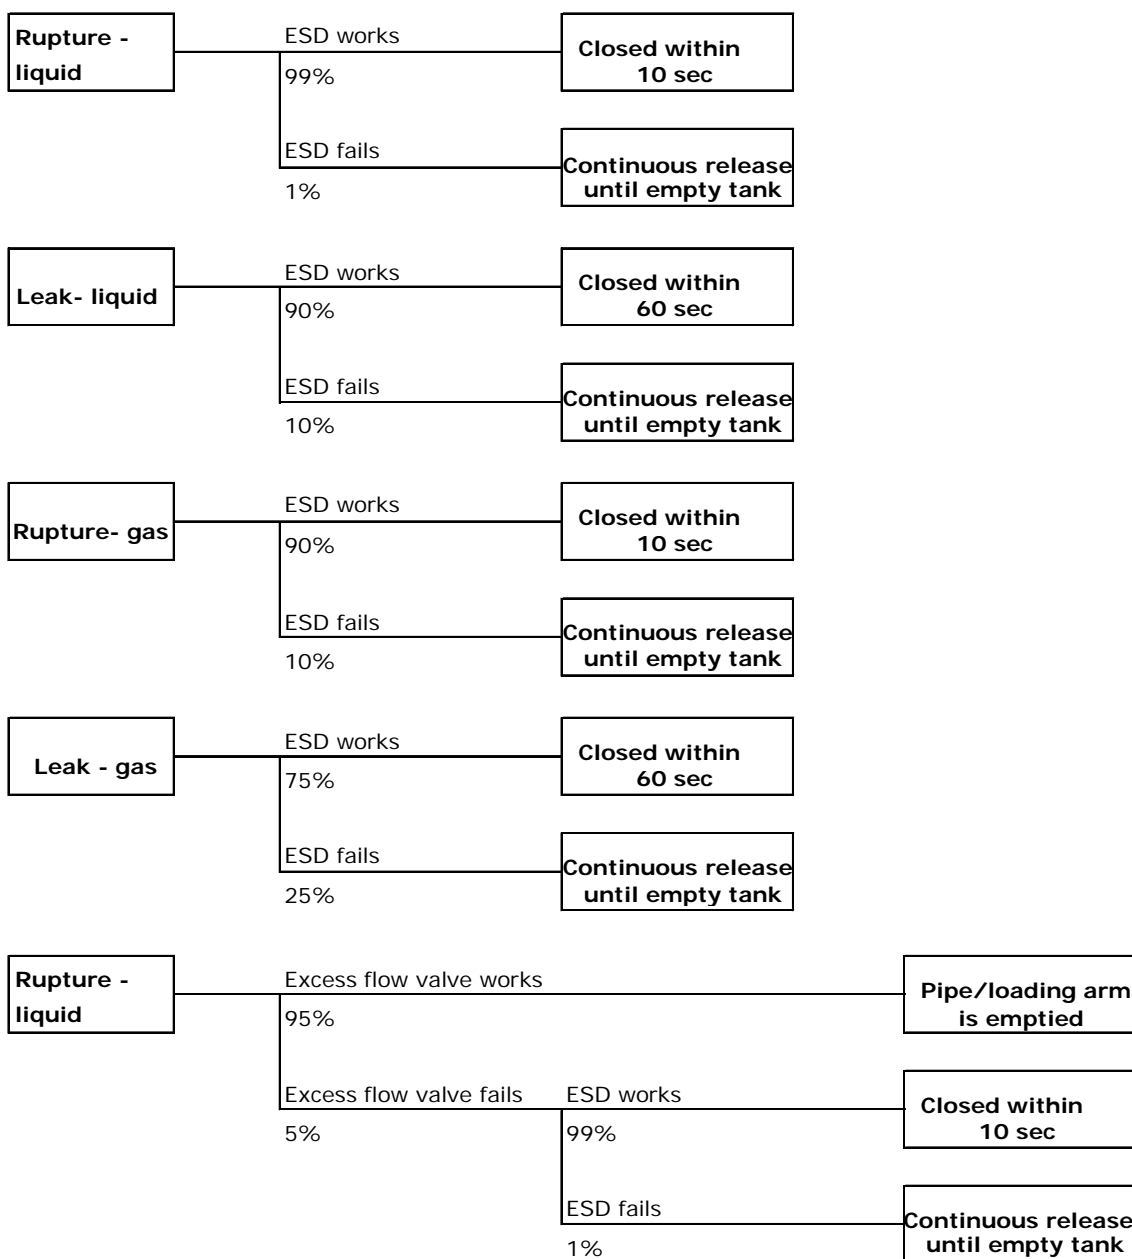 Rupture -
liquid
ESD works
99%
Closed within
10 sec
ESD fails
1%
Continuous release
until empty tank
Leak- liquid
ESD works
90%
Closed within
60 sec
ESD fails
10%
Continuous release
until empty tank
Rupture- gas
ESD works
90%
Closed within
10 sec
ESD fails
10%
Continuous release
until empty tank
Leak - gas
ESD works
75%
Closed within
60 sec
ESD fails
25%
Continuous release
until empty tank
Rupture -
liquid
Excess flow valve works
95%
Pipe/loading arm
is emptied
Excess flow valve fails
5%
ESD works
99%
Closed within
10 sec
ESD fails
1%
Continuous release
until empty tank